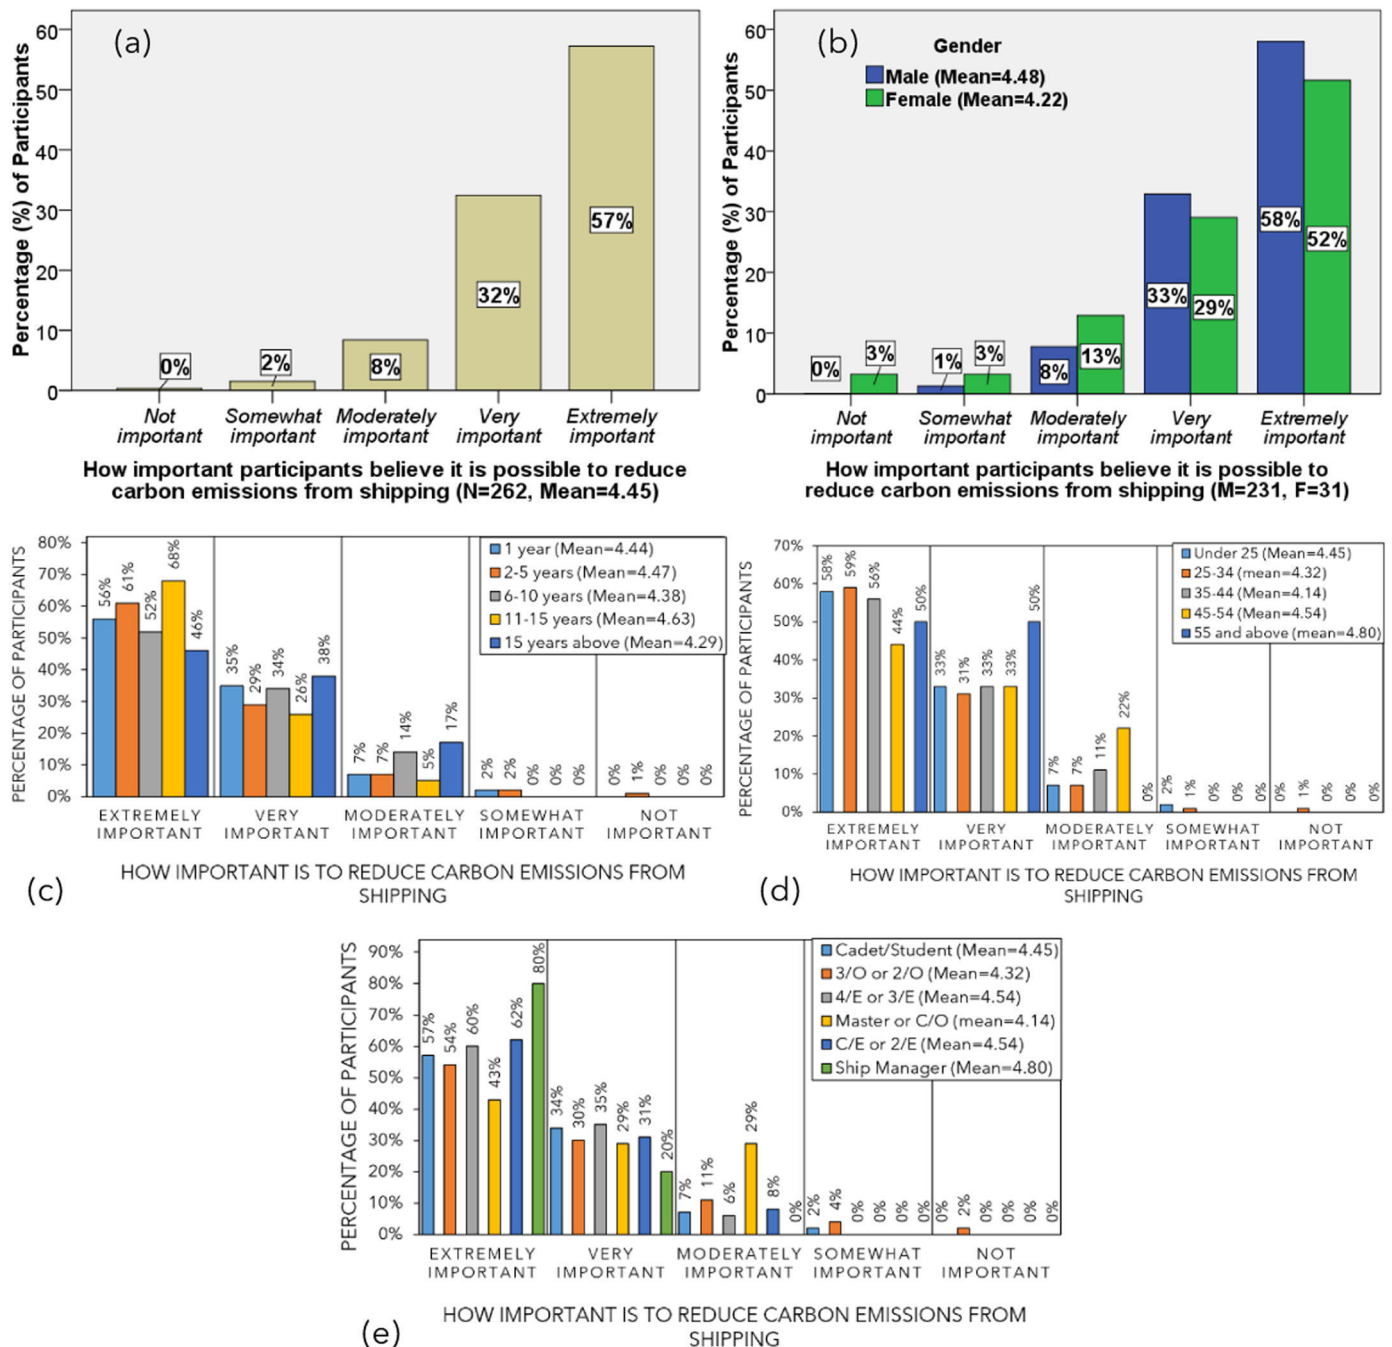 (a)
Percentage (%) of Participants
60
50
40
30
20
10
0
0%
2%
8%
32%
57%
Not important
Somewhat important
Moderately important
Very important
Extremely important
How important participants believe it is possible to reduce
carbon emissions from shipping (N=262, Mean=4.45)
(b)
Gender
Male (Mean=4.48)
Female (Mean=4.22)
Percentage (%) of Participants
60
50
40
30
20
10
0
0%
3%
1%
3%
8%
13%
33%
29%
58%
52%
Not important
Somewhat important
Moderately important
Very important
Extremely important
How important participants believe it is possible to
reduce carbon emissions from shipping (M=231, F=31)
PERCENTAGE OF PARTICIPANTS
80%
70%
60%
50%
40%
30%
20%
10%
0%
1 year (Mean=4.44)
2-5 years (Mean=4.47)
6-10 years (Mean=4.38)
11-15 years (Mean=4.63)
15 years above (Mean=4.29)
56% 61% 52% 68% 46%
35% 29% 34% 26% 38%
7% 7% 14% 5% 17%
2% 2% 0% 0% 0%
0% 1% 0% 0% 0%
EXTREMELY IMPORTANT
VERY IMPORTANT
MODERATELY IMPORTANT
SOMEWHAT IMPORTANT
NOT IMPORTANT
HOW IMPORTANT IS TO REDUCE CARBON EMISSIONS FROM
SHIPPING
(c)
PERCENTAGE OF PARTICIPANTS
70%
60%
50%
40%
30%
20%
10%
0%
Under 25 (Mean=4.45)
25-34 (mean=4.32)
35-44 (Mean=4.14)
45-54 (Mean=4.54)
55 and above (mean=4.80)
58% 59% 56% 44% 50%
33% 31% 33% 33% 50%
7% 7% 11% 22% 0%
2% 1% 0% 0% 0%
0% 1% 0% 0% 0%
EXTREMELY IMPORTANT
VERY IMPORTANT
MODERATELY IMPORTANT
SOMEWHAT IMPORTANT
NOT IMPORTANT
HOW IMPORTANT IS TO REDUCE CARBON EMISSIONS FROM
SHIPPING
(d)
PERCENTAGE OF PARTICIPANTS
90%
80%
70%
60%
50%
40%
30%
20%
10%
0%
Cadet/Student (Mean=4.45)
3/O or 2/O (Mean=4.32)
4/E or 3/E (Mean=4.54)
Master or C/O (mean=4.14)
C/E or 2/E (Mean=4.54)
Ship Manager (Mean=4.80)
57% 54% 60% 43% 62% 80%
34% 30% 35% 29% 31% 20%
7% 11% 6% 29% 8% 0%
2% 4% 0% 0% 0% 0%
0% 2% 0% 0% 0% 0%
EXTREMELY IMPORTANT
VERY IMPORTANT
MODERATELY IMPORTANT
SOMEWHAT IMPORTANT
NOT IMPORTANT
HOW IMPORTANT IS TO REDUCE CARBON EMISSIONS FROM
SHIPPING
(e)